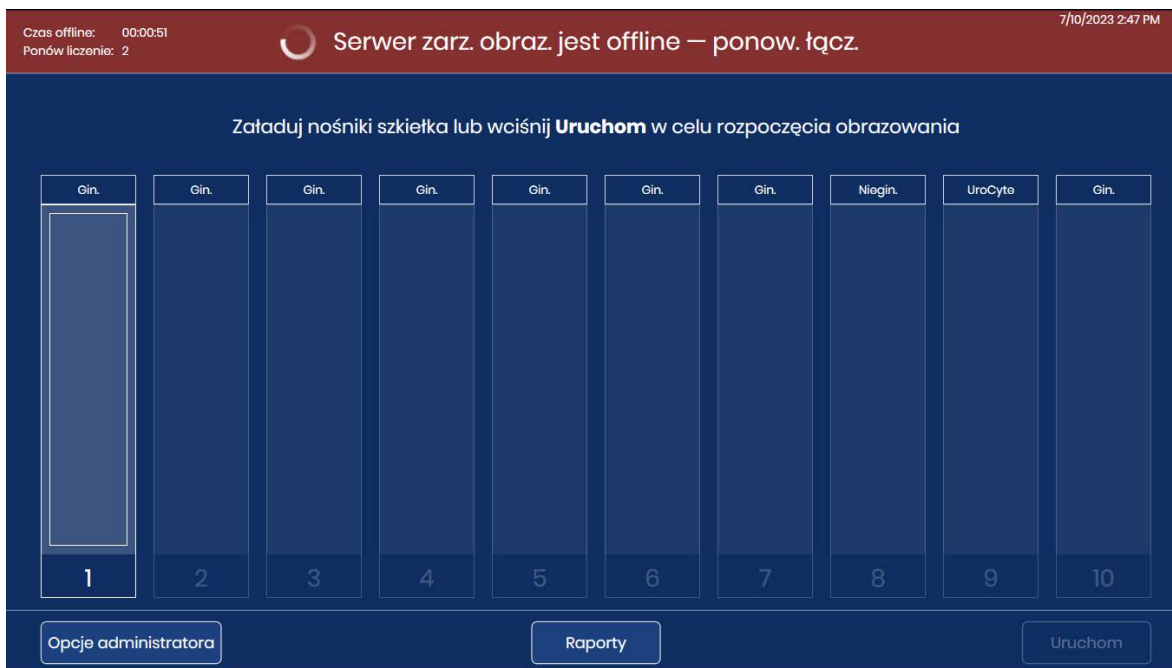 Czas offline: 00:00:51
Ponów liczenie: 2
Serwer zarz. obraz. jest offline — ponow. łącz.
7/10/2023 2:47 PM
Załaduj nośniki szkiełka lub wciśnij Uruchom w celu rozpoczęcia obrazowania
Gin. Gin. Gin. Gin. Gin. Gin. Gin. Niegin. UroCyte Gin.
1 2 3 4 5 6 7 8 9 10
Opcje administratora Raporty Uruchom